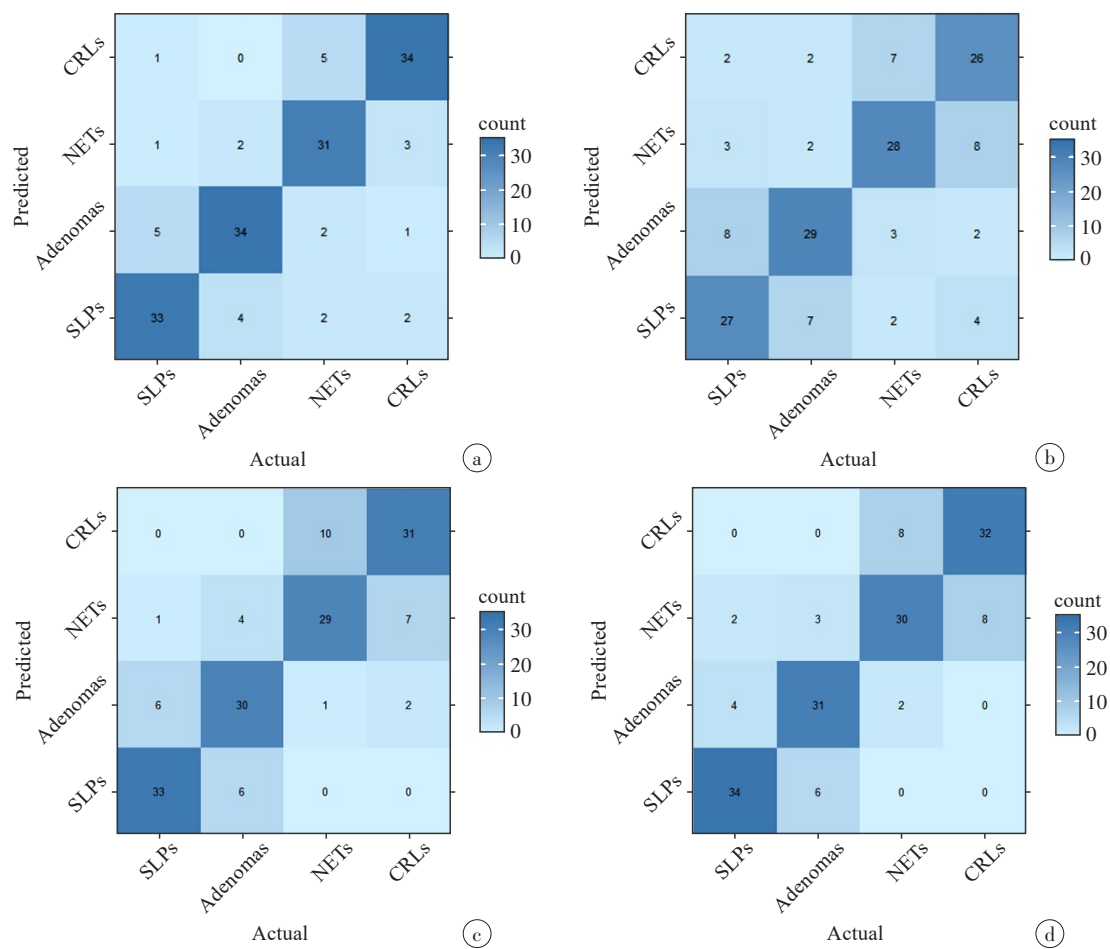 CRLs 1 0 5 34
NETs 1 2 31 3
Adenomas 5 34 2 1
SLPs 33 4 2 2
Predicted
SLPs Adenomas NETs CRLs
Actual
count
30
20
10
0
a
CRLs 2 2 7 26
NETs 3 2 28 8
Adenomas 8 29 3 2
SLPs 27 7 2 4
Predicted
SLPs Adenomas NETs CRLs
Actual
count
30
20
10
0
b
CRLs 0 0 10 31
NETs 1 4 29 7
Adenomas 6 30 1 2
SLPs 33 6 0 0
Predicted
SLPs Adenomas NETs CRLs
Actual
count
30
20
10
0
c
CRLs 0 0 8 32
NETs 2 3 30 8
Adenomas 4 31 2 0
SLPs 34 6 0 0
Predicted
SLPs Adenomas NETs CRLs
Actual
count
30
20
10
0
d